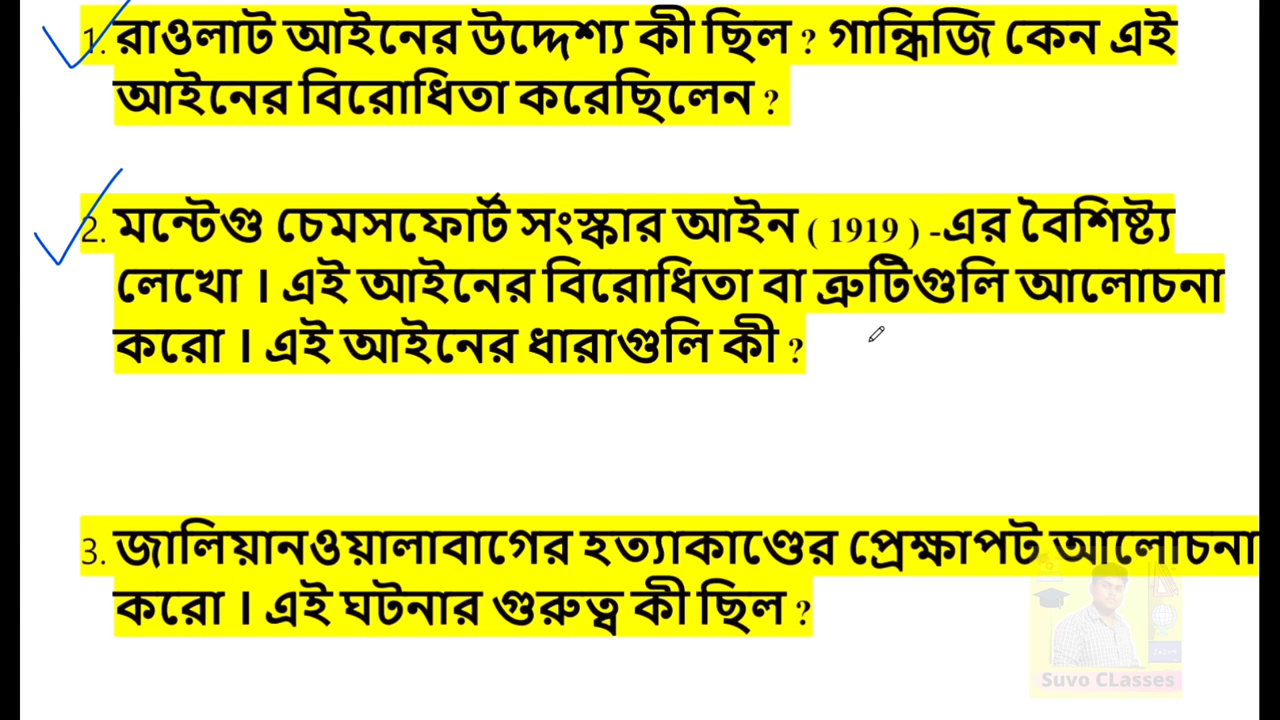 1. রাওলাট আইনের উদ্দেশ্য কী ছিল ? গান্ধিজি কেন এই
আইনের বিরোধিতা করেছিলেন ?
2. মন্টেগু চেমসফোর্ট সংস্কার আইন ( 1919 ) -এর বৈশিষ্ট্য
লেখো । এই আইনের বিরোধিতা বা ত্রুটিগুলি আলোচনা
করো । এই আইনের ধারাগুলি কী ?
3. জালিয়ানওয়ালাবাগের হত্যাকাণ্ডের প্রেক্ষাপট আলোচনা
করো । এই ঘটনার গুরুত্ব কী ছিল ?
Suvo CLasses